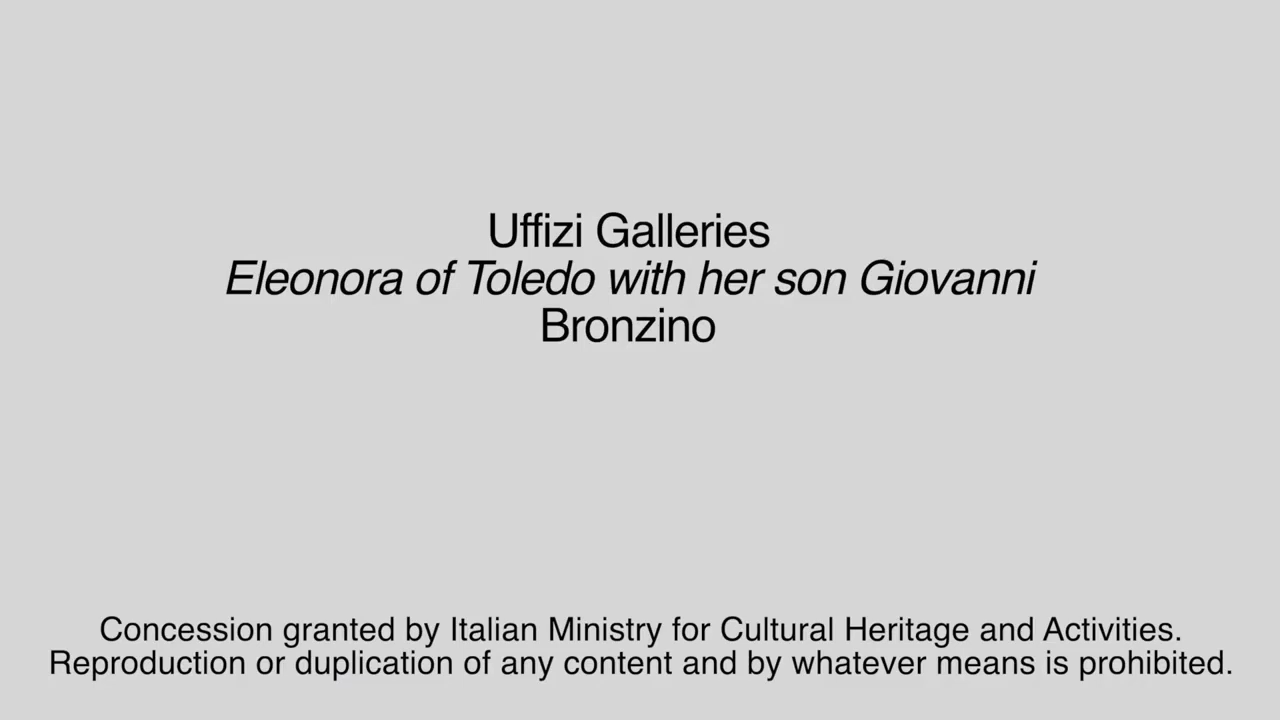 Uffizi Galleries
Eleonora of Toledo with her son Giovanni
Bronzino
Concession granted by Italian Ministry for Cultural Heritage and Activities.
Reproduction or duplication of any content and by whatever means is prohibited.